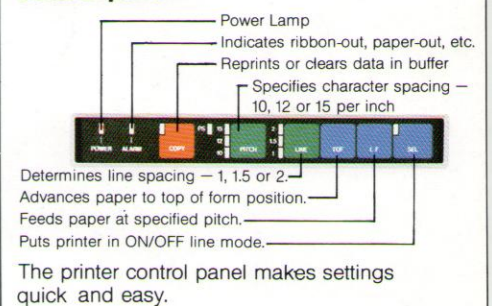 Power Lamp
Indicates ribbon-out, paper-out, etc.
Reprints or clears data in buffer
Specifies character spacing —
10, 12 or 15 per inch
POWER ALARM COPY PS 15 12 10 PITCH 2 1.5 1 LINE TOF L.F. SEL
Determines line spacing — 1, 1.5 or 2.
Advances paper to top of form position.
Feeds paper at specified pitch.
Puts printer in ON/OFF line mode.
The printer control panel makes settings
quick and easy.